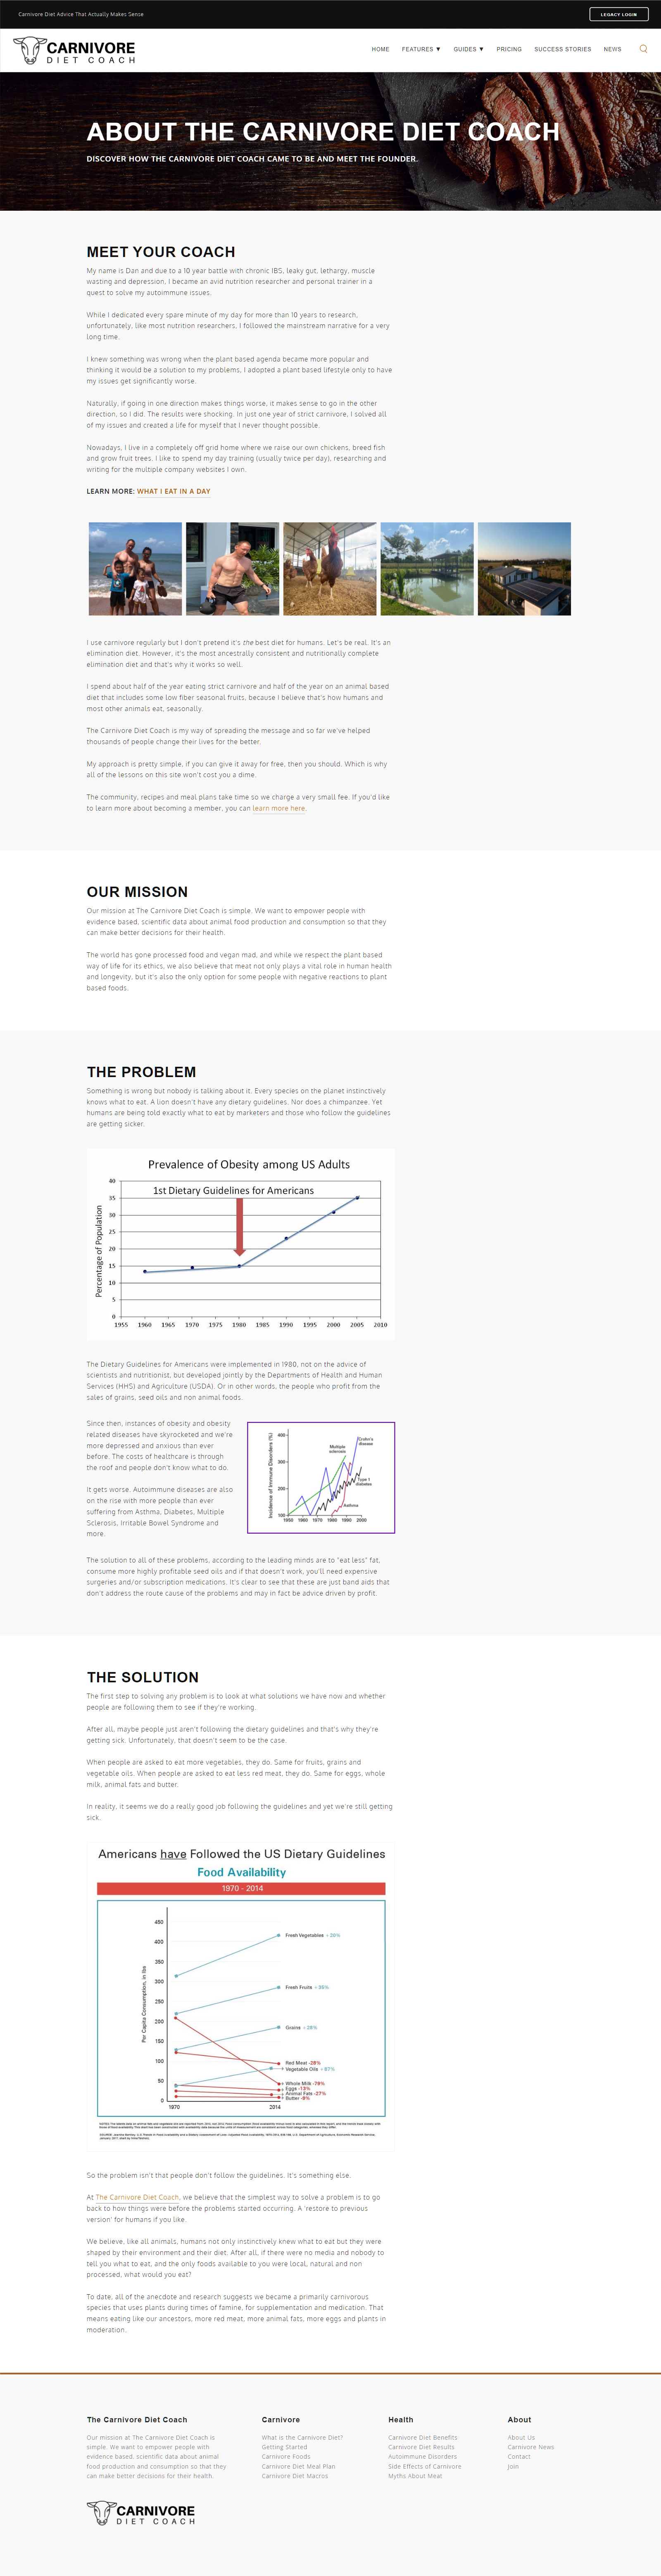 Carnivore Diet Advice That Actually Makes Sense
LEGACY LOGIN
CARNIVORE
DIET COACH
HOME
FEATURES ▼
GUIDES ▼
PRICING
SUCCESS STORIES
NEWS
ABOUT THE CARNIVORE DIET COACH
DISCOVER HOW THE CARNIVORE DIET COACH CAME TO BE AND MEET THE FOUNDER.
MEET YOUR COACH
My name is Dan and due to a 10 year battle with chronic IBS, leaky gut, lethargy, muscle
wasting and depression, I became an avid nutrition researcher and personal trainer in a
quest to solve my autoimmune issues.
While I dedicated every spare minute of my day for more than 10 years to research,
unfortunately, like most nutrition researchers, I followed the mainstream narrative for a very
long time.
I knew something was wrong when the plant based agenda became more popular and
thinking it would be a solution to my problems, I adopted a plant based lifestyle only to have
my issues get significantly worse.
Naturally, if going in one direction makes things worse, it makes sense to go in the other
direction, so I did. The results were shocking. In just one year of strict carnivore, I solved all
of my issues and created a life for myself that I never thought possible.
Nowadays, I live in a completely off grid home where we raise our own chickens, breed fish
and grow fruit trees. I like to spend my day training (usually twice per day), researching and
writing for the multiple company websites I own.
LEARN MORE: WHAT I EAT IN A DAY
I use carnivore regularly but I don't pretend it's the best diet for humans. Let's be real. It's an
elimination diet. However, it's the most ancestrally consistent and nutritionally complete
elimination diet and that's why it works so well.
I spend about half of the year eating strict carnivore and half of the year on an animal based
diet that includes some low fiber seasonal fruits, because I believe that's how humans and
most other animals eat, seasonally.
The Carnivore Diet Coach is my way of spreading the message and so far we've helped
thousands of people change their lives for the better.
My approach is pretty simple, if you can give it away for free, then you should. Which is why
all of the lessons on this site won't cost you a dime.
The community, recipes and meal plans take time so we charge a very small fee. If you'd like
to learn more about becoming a member, you can learn more here.
OUR MISSION
Our mission at The Carnivore Diet Coach is simple. We want to empower people with
evidence based, scientific data about animal food production and consumption so that they
can make better decisions for their health.
The world has gone processed food and vegan mad, and while we respect the plant based
way of life for its ethics, we also believe that meat not only plays a vital role in human health
and longevity, but it's also the only option for some people with negative reactions to plant
based foods.
THE PROBLEM
Something is wrong but nobody is talking about it. Every species on the planet instinctively
knows what to eat. A lion doesn't have any dietary guidelines. Nor does a chimpanzee. Yet
humans are being told exactly what to eat by marketers and those who follow the guidelines
are getting sicker.
Prevalence of Obesity among US Adults
1st Dietary Guidelines for Americans
Percentage of Population
40
35
30
25
20
15
10
5
0
1955 1960 1965 1970 1975 1980 1985 1990 1995 2000 2005 2010
The Dietary Guidelines for Americans were implemented in 1980, not on the advice of
scientists and nutritionist, but developed jointly by the Departments of Health and Human
Services (HHS) and Agriculture (USDA). Or in other words, the people who profit from the
sales of grains, seed oils and non animal foods.
Since then, instances of obesity and obesity
related diseases have skyrocketed and we're
more depressed and anxious than ever
before. The costs of healthcare is through
the roof and people don't know what to do.
It gets worse. Autoimmune diseases are also
on the rise with more people than ever
suffering from Asthma, Diabetes, Multiple
Sclerosis, Irritable Bowel Syndrome and
more.
Incidence of Immune Disorders (%)
400
300
200
100
1950 1960 1970 1980 1990 2000
Multiple
sclerosis
Crohn's
disease
Type 1
diabetes
Asthma
The solution to all of these problems, according to the leading minds are to "eat less" fat,
consume more highly profitable seed oils and if that doesn't work, you'll need expensive
surgeries and/or subscription medications. It's clear to see that these are just band aids that
don't address the route cause of the problems and may in fact be advice driven by profit.
THE SOLUTION
The first step to solving any problem is to look at what solutions we have now and whether
people are following them to see if they're working.
After all, maybe people just aren't following the dietary guidelines and that's why they're
getting sick. Unfortunately, that doesn't seem to be the case.
When people are asked to eat more vegetables, they do. Same for fruits, grains and
vegetable oils. When people are asked to eat less red meat, they do. Same for eggs, whole
milk, animal fats and butter.
In reality, it seems we do a really good job following the guidelines and yet we're still getting
sick.
Americans have Followed the US Dietary Guidelines
Food Availability
1970 - 2014
Per Capita Consumption, in lbs
450
400
350
300
250
200
150
100
50
0
1970
2014
Fresh Vegetables +20%
Fresh Fruits
Grains +28%
Red Meat -28%
Vegetable Oils +87%
Whole Milk -79%
Eggs -13%
Animal Fats -27%
Butter -9%
So the problem isn't that people don't follow the guidelines. It's something else.
At The Carnivore Diet Coach, we believe that the simplest way to solve a problem is to go
back to how things were before the problems started occurring. A 'restore to previous
version' for humans if you like.
We believe, like all animals, humans not only instinctively knew what to eat but they were
shaped by their environment and their diet. After all, if there were no media and nobody to
tell you what to eat, and the only foods available to you were local, natural and non
processed, what would you eat?
To date, all of the anecdote and research suggests we became a primarily carnivorous
species that uses plants during times of famine, for supplementation and medication. That
means eating like our ancestors, more red meat, more animal fats, more eggs and plants in
moderation.
The Carnivore Diet Coach
Our mission at The Carnivore Diet Coach is
simple. We want to empower people with
evidence based, scientific data about animal
food production and consumption so that they
can make better decisions for their health.
CARNIVORE
DIET COACH
Carnivore
What is the Carnivore Diet?
Getting Started
Carnivore Foods
Carnivore Diet Meal Plan
Carnivore Diet Macros
Health
Carnivore Diet Benefits
Carnivore Diet Results
Autoimmune Disorders
Side Effects of Carnivore
Myths About Meat
About
About Us
Carnivore News
Contact
Join